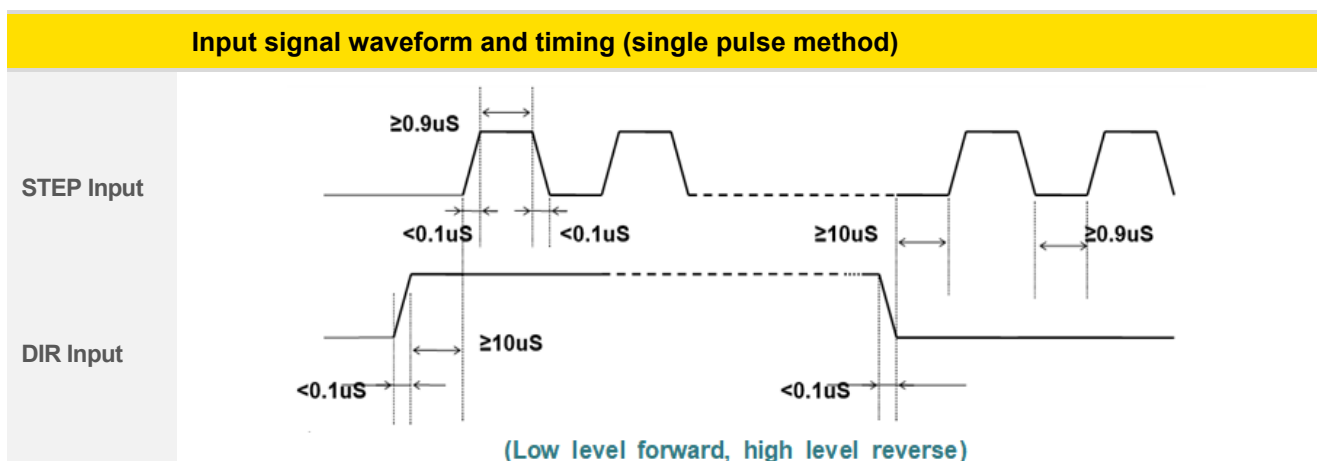 Input signal waveform and timing (single pulse method)
≥0.9uS
STEP Input
<0.1uS <0.1uS ≥10uS ≥0.9uS
DIR Input
≥10uS
<0.1uS <0.1uS
(Low level forward, high level reverse)